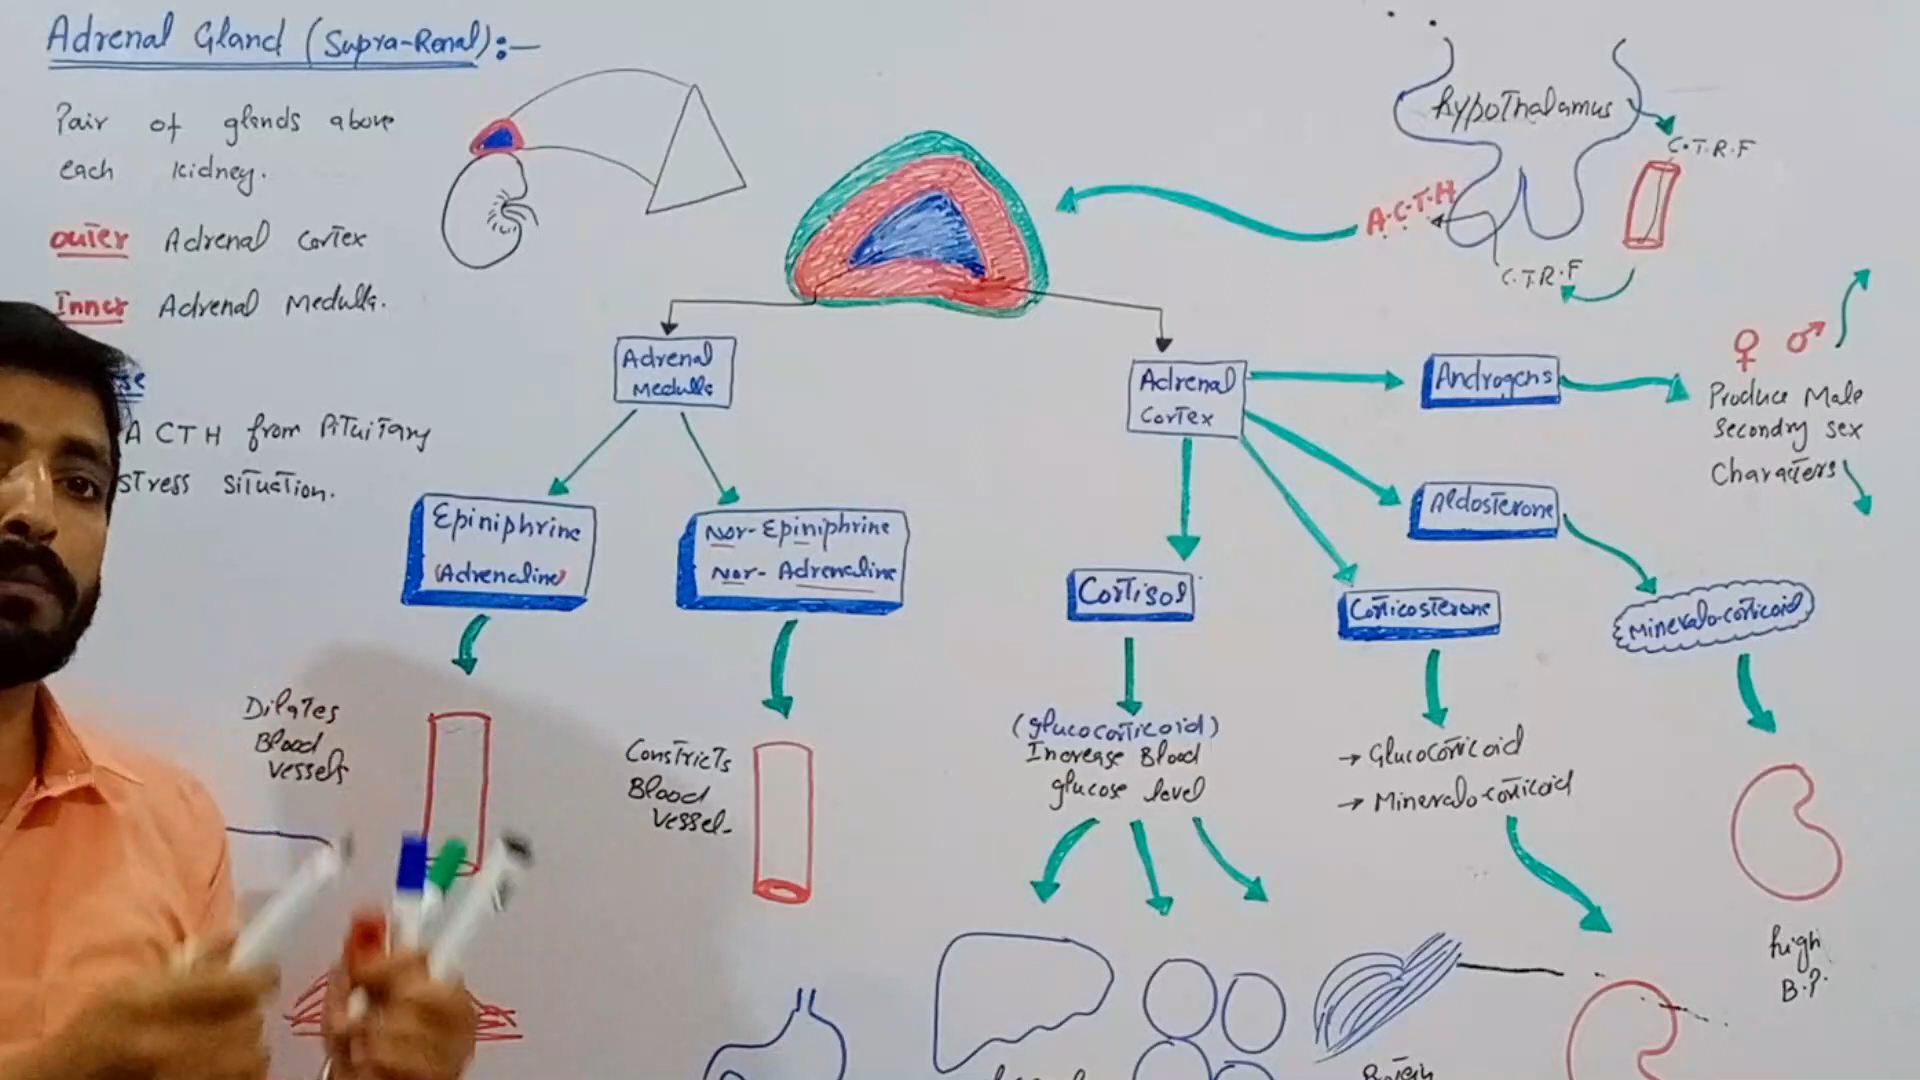 Adrenal Gland (Supra-Renal):-
Pair of glands above
each kidney.
outer Adrenal cortex
Inner Adrenal Medulla.
ACTH from Pituitary
stress situation.
hypothalamus
C.T.R.F
A.C.T.H
C.T.R.F
Adrenal
Medulla
Adrenal
Cortex
Epiniphrine
(Adrenaline)
Nor-Epiniphrine
Nor-Adrenaline
Dilates
Blood
vessels
Constricts
Blood
vessel.
Androgens
♀ ♂
Produce Male
Secondry sex
Characters
Aldosterone
Cortisol
Corticosterone
Mineralo-corticoid
(glucocorticoid)
Increase Blood
glucose level
→ Glucocorticoid
→ Mineralo-corticoid
high
B.P.
Protein